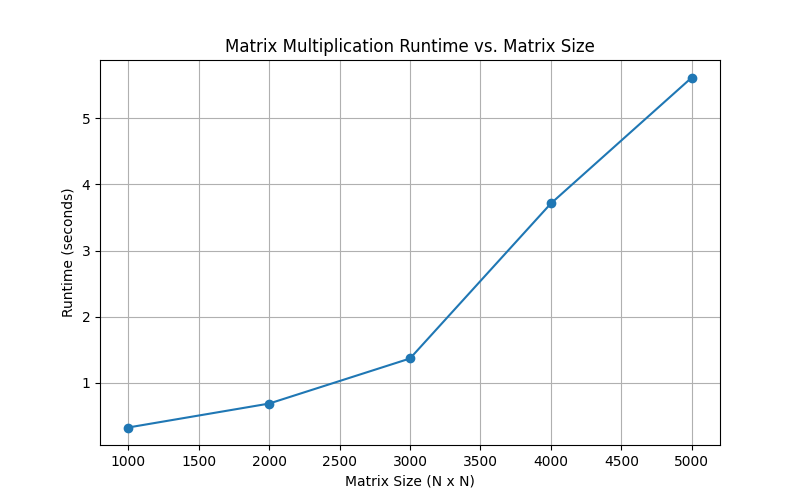 Matrix Multiplication Runtime vs. Matrix Size
Runtime (seconds)
5
4
3
2
1
1000 1500 2000 2500 3000 3500 4000 4500 5000
Matrix Size (N x N)